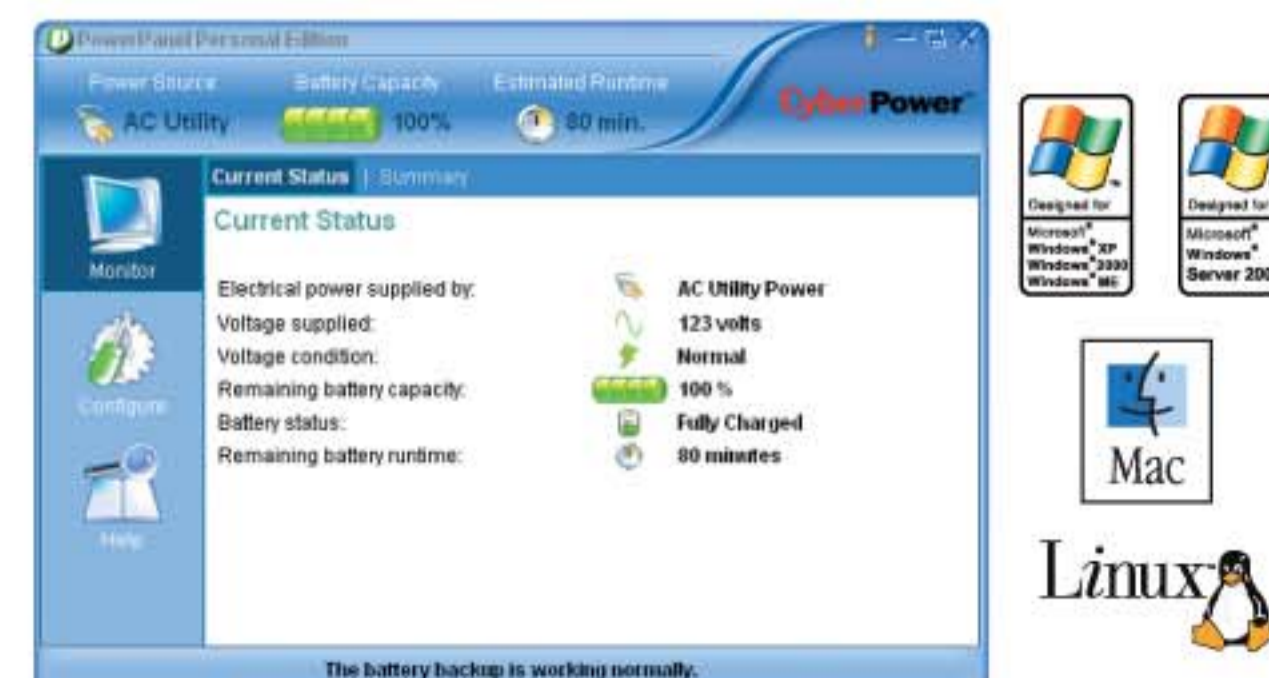 PowerPanel Personal Edition
Power Source Battery Capacity Estimated Runtime
AC Utility 100% 80 min.
CyberPower
Monitor
Configure
Help
Current Status | Summary
Current Status
Electrical power supplied by: AC Utility Power
Voltage supplied: 123 volts
Voltage condition: Normal
Remaining battery capacity: 100 %
Battery status: Fully Charged
Remaining battery runtime: 80 minutes
The battery backup is working normally.
Designed for
Microsoft®
Windows® XP
Windows® 2000
Windows® ME
Designed for
Microsoft®
Windows®
Server 200
Mac
Linux